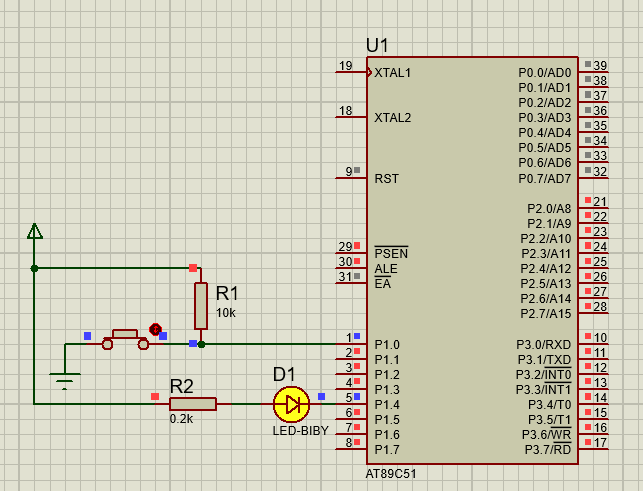 U1
19 XTAL1 P0.0/AD0 39
P0.1/AD1 38
P0.2/AD2 37
18 XTAL2 P0.3/AD3 36
P0.4/AD4 35
P0.5/AD5 34
P0.6/AD6 33
9 RST P0.7/AD7 32
P2.0/A8 21
P2.1/A9 22
P2.2/A10 23
29 PSEN P2.3/A11 24
30 ALE P2.4/A12 25
31 EA P2.5/A13 26
P2.6/A14 27
P2.7/A15 28
R1
10k
1 P1.0 P3.0/RXD 10
2 P1.1 P3.1/TXD 11
3 P1.2 P3.2/INT0 12
4 P1.3 P3.3/INT1 13
5 P1.4 P3.4/T0 14
6 P1.5 P3.5/T1 15
7 P1.6 P3.6/WR 16
8 P1.7 P3.7/RD 17
R2
0.2k
D1
LED-BIBY
AT89C51